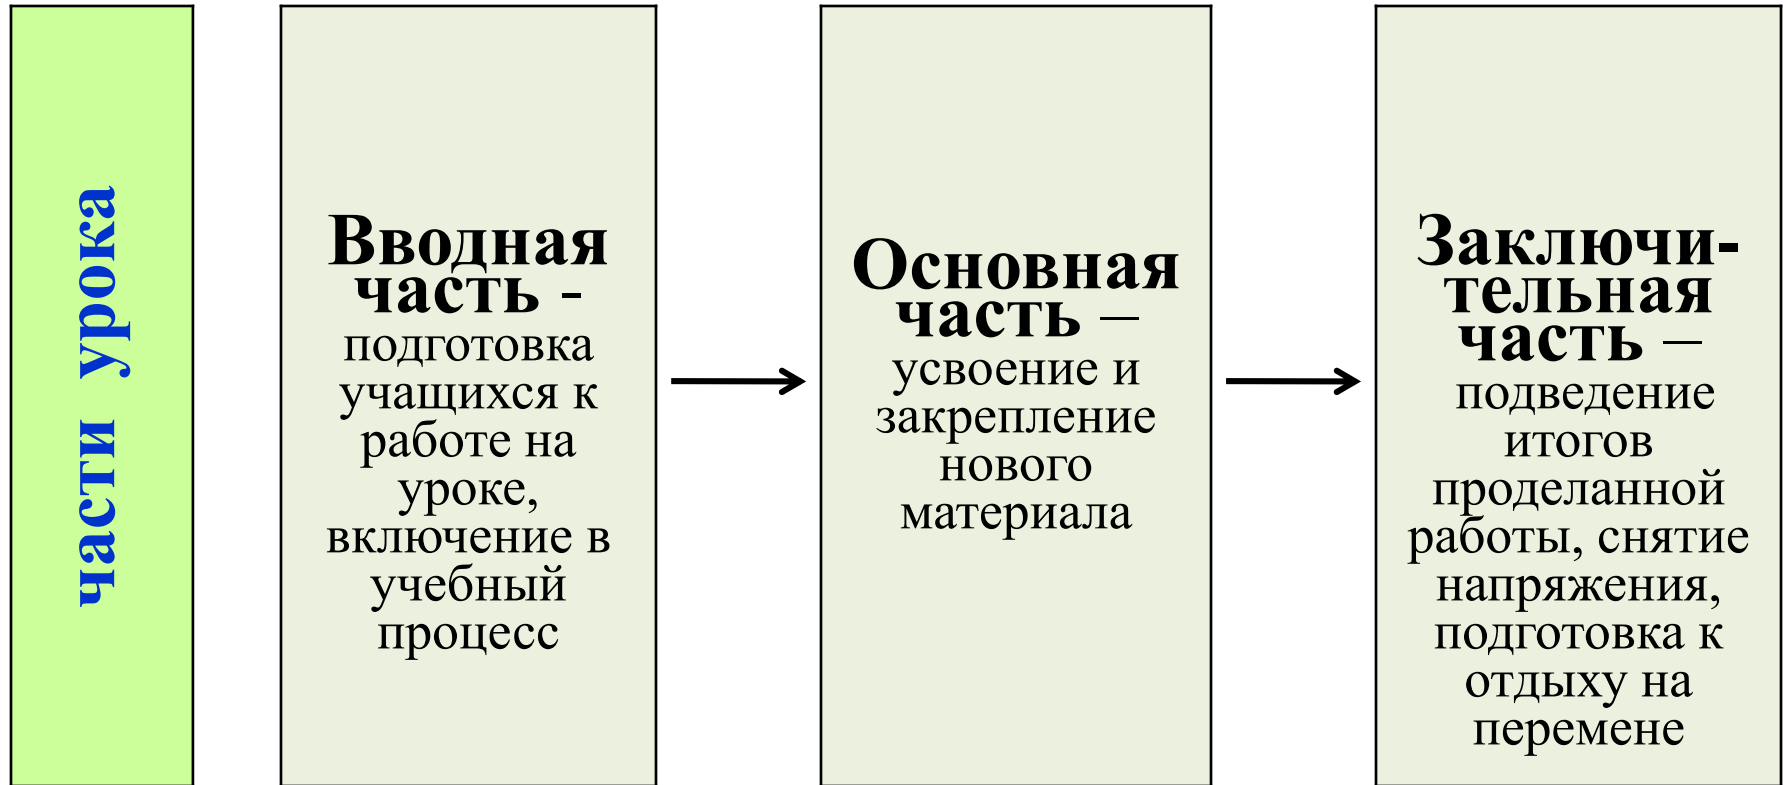 части урока
Вводная
часть -
подготовка
учащихся к
работе на
уроке,
включение в
учебный
процесс
Основная
часть –
усвоение и
закрепление
нового
материала
Заключи-
тельная
часть –
подведение
итогов
проделанной
работы, снятие
напряжения,
подготовка к
отдыху на
перемене